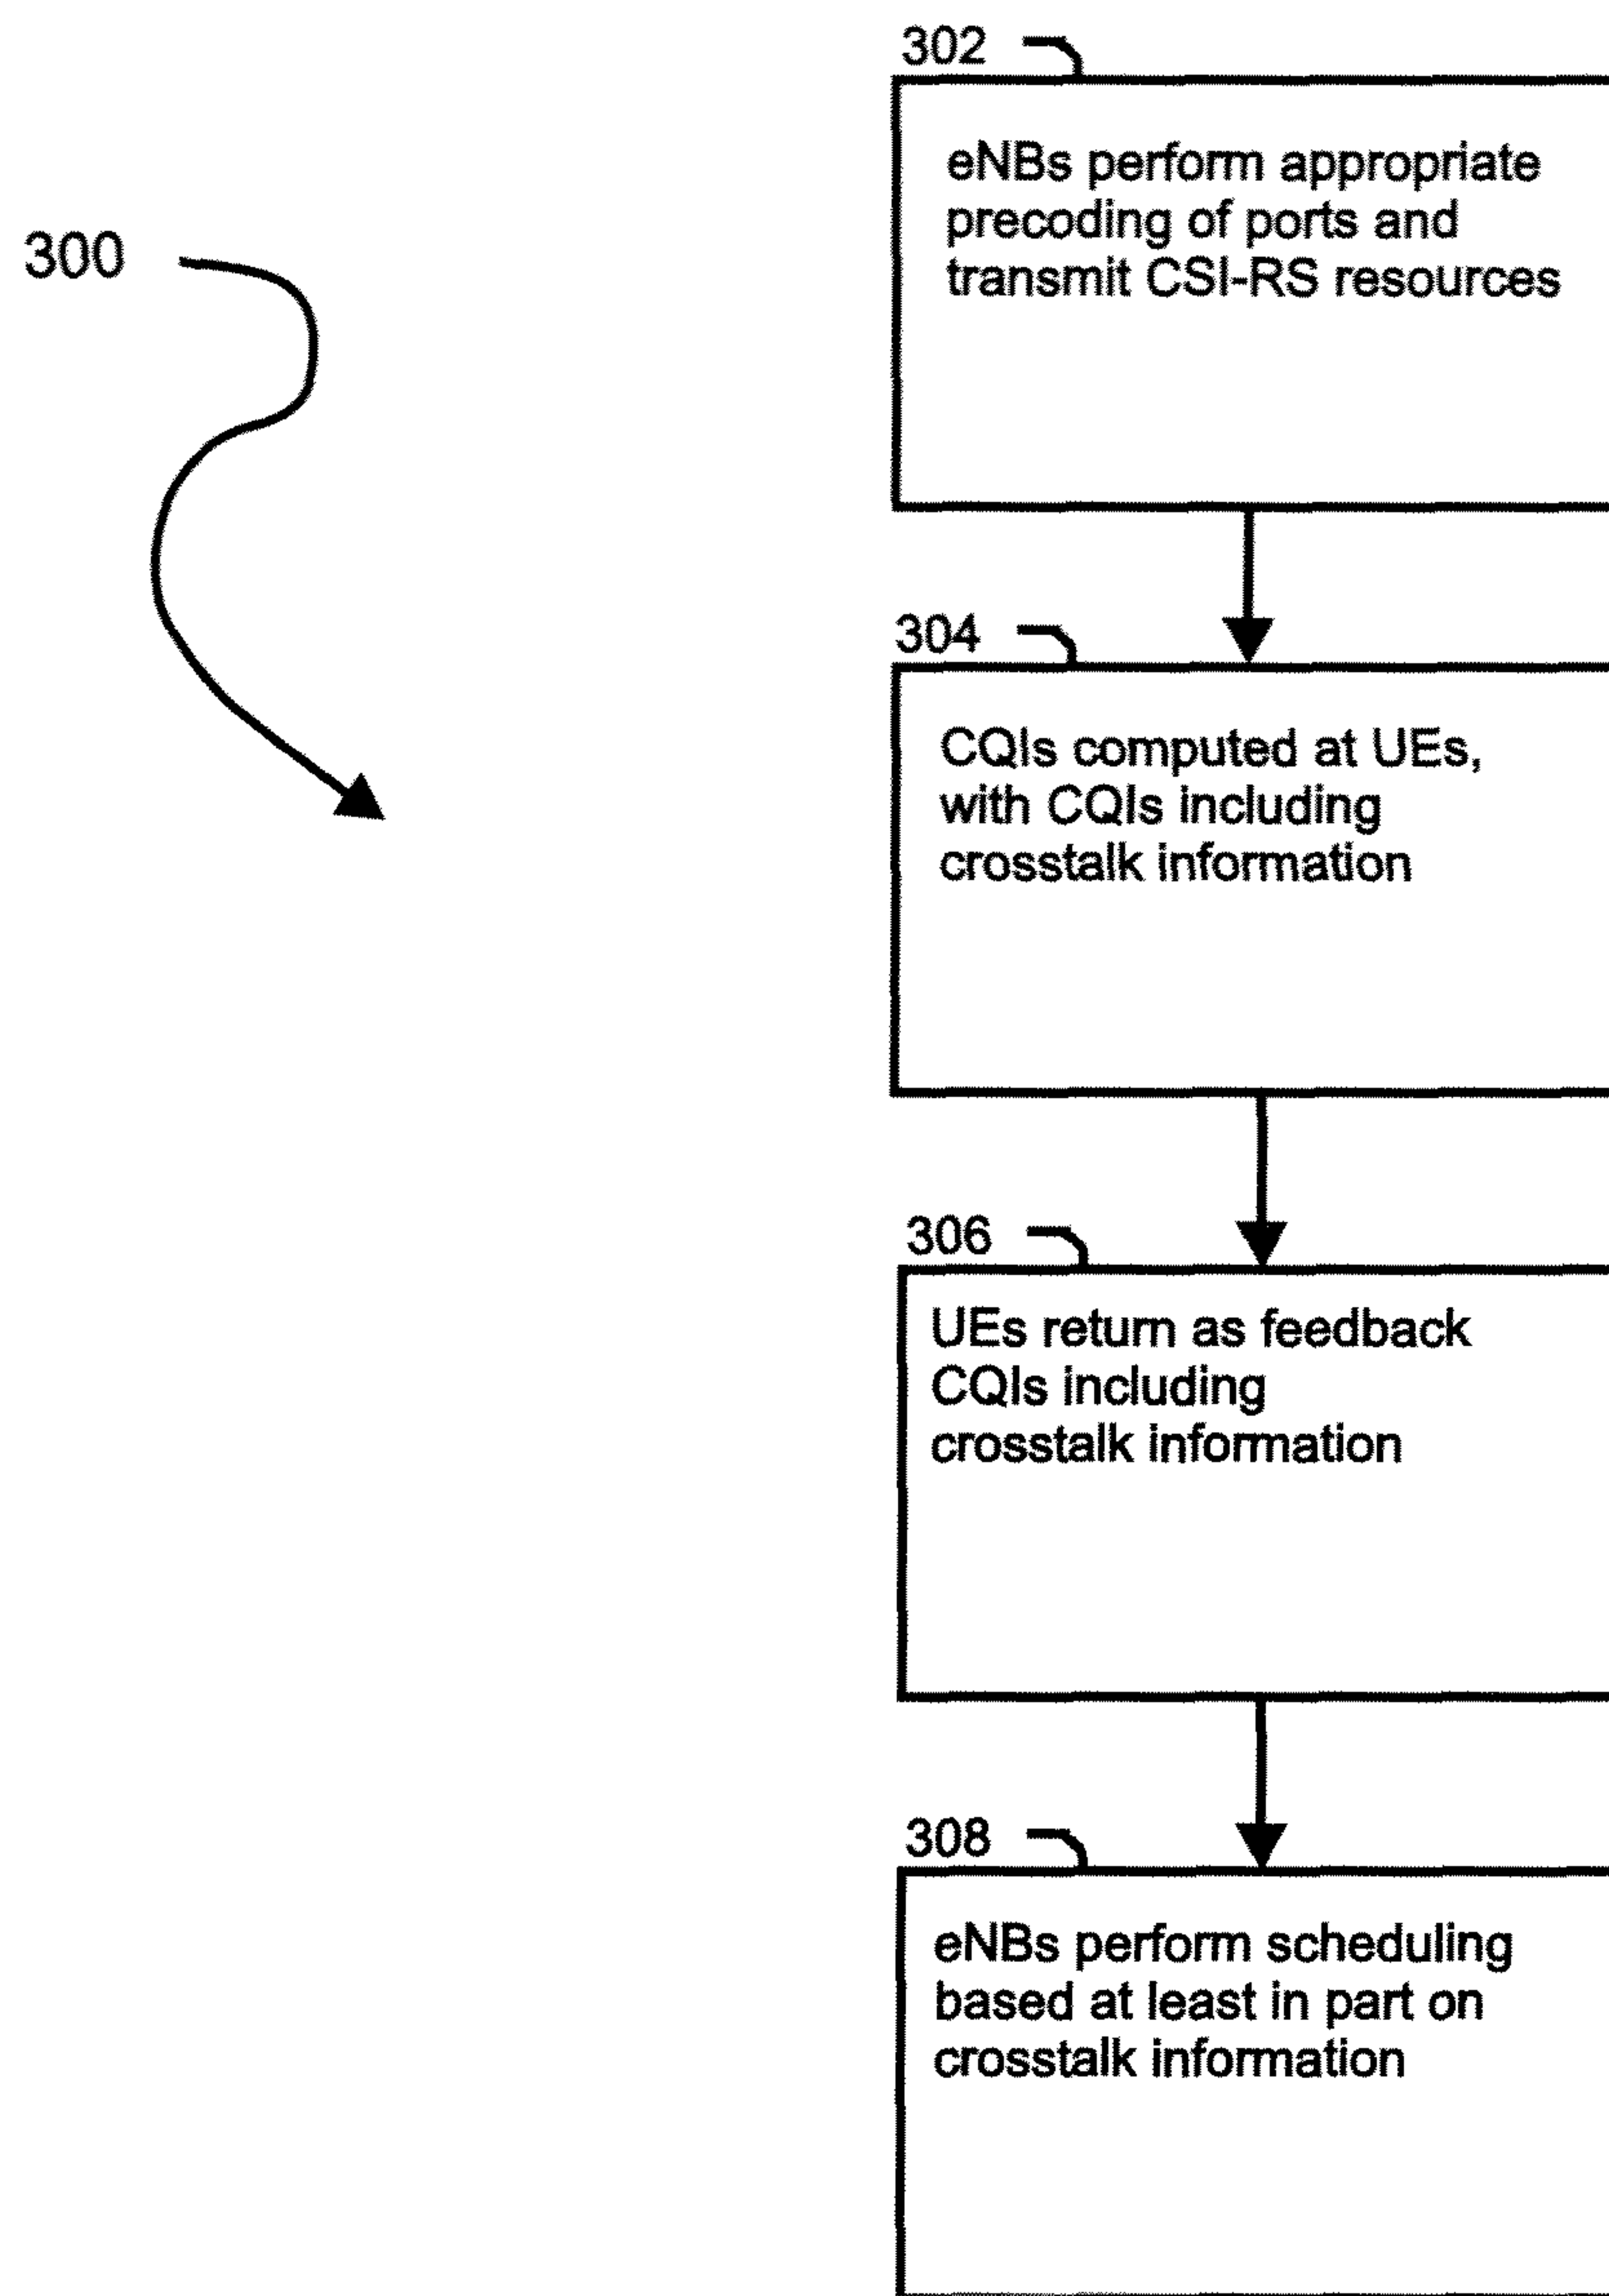 302
eNBs perform appropriate
precoding of ports and
transmit CSI-RS resources
300
304
CQIs computed at UEs,
with CQIs including
crosstalk information
306
UEs return as feedback
CQIs including
crosstalk information
308
eNBs perform scheduling
based at least in part on
crosstalk information